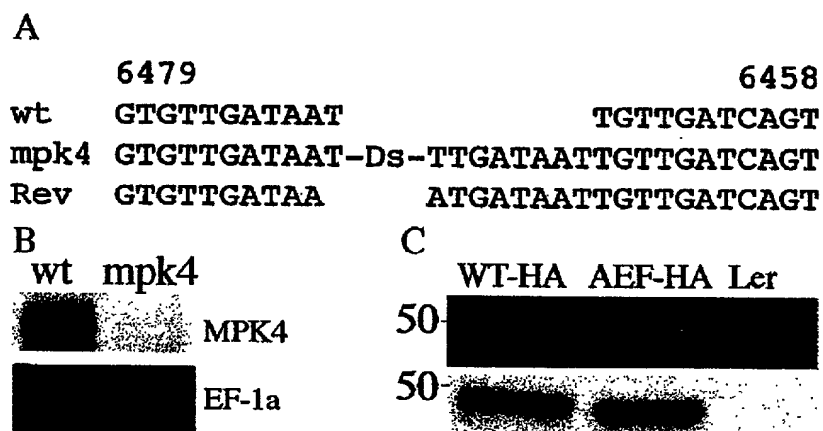 A
6479 6458
wt GTGTTGATAAT TGTTGATCAGT
mpk4 GTGTTGATAAT-Ds-TTGATAATTGTTGATCAGT
Rev GTGTTGATAA ATGATAATTGTTGATCAGT
B C
wt mpk4 WT-HA AEF-HA Ler
50
MPK4
50
EF-1a